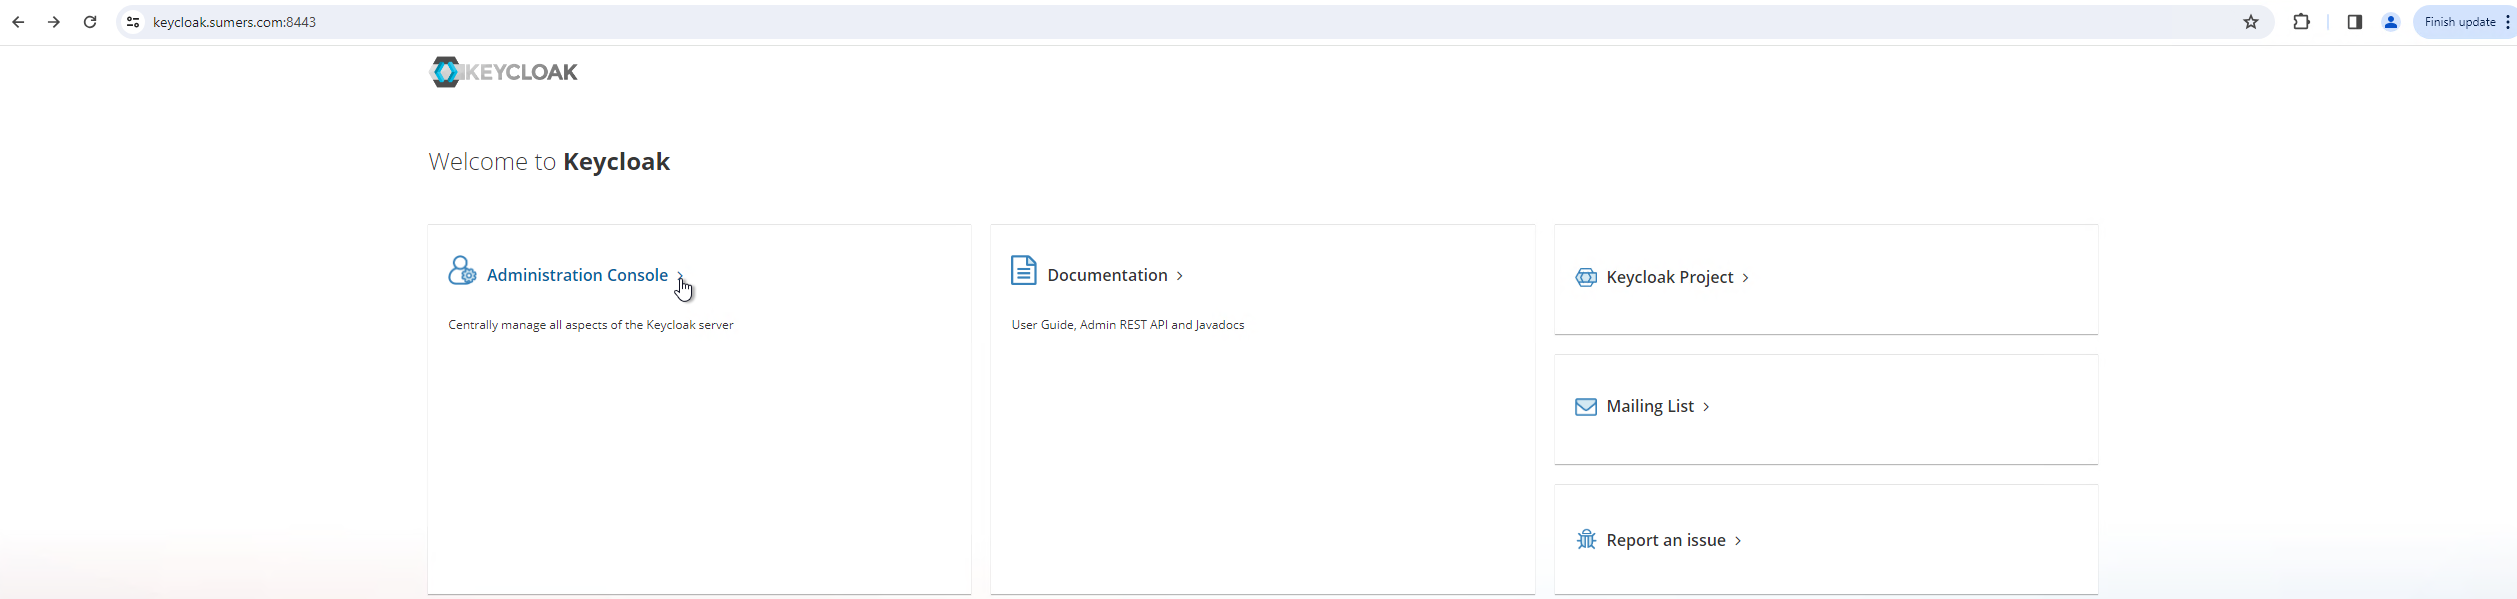 keycloak.sumers.com:8443
Finish update
KEYCLOAK
Welcome to Keycloak
Administration Console
Centrally manage all aspects of the Keycloak server
Documentation
User Guide, Admin REST API and Javadocs
Keycloak Project
Mailing List
Report an issue